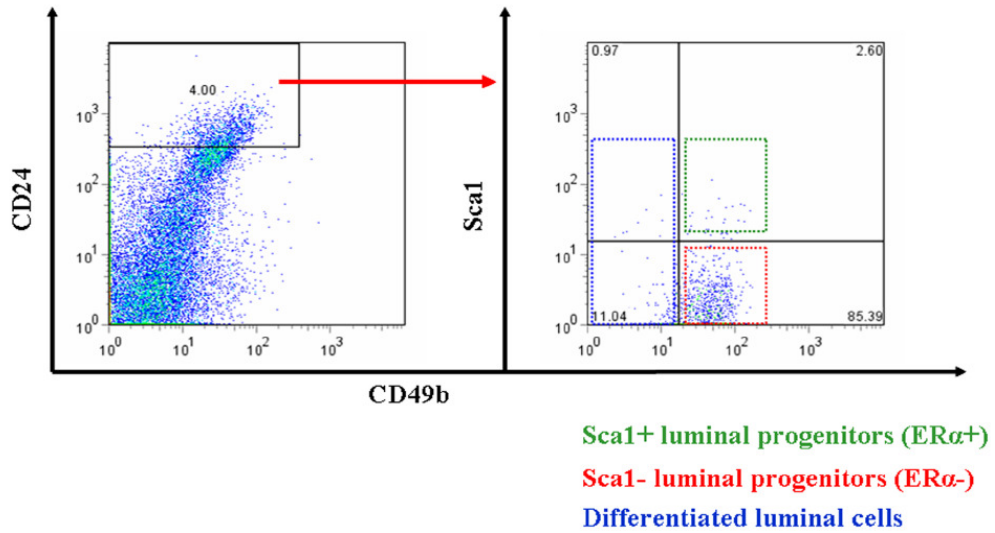 CD24
4.00
10³
10²
10¹
10⁰
10⁰ 10¹ 10² 10³
Sca1
0.97 2.60
10³
10²
10¹
10⁰
11.04 85.39
10⁰ 10¹ 10² 10³
CD49b
Sca1+ luminal progenitors (ERα+)
Sca1- luminal progenitors (ERα-)
Differentiated luminal cells